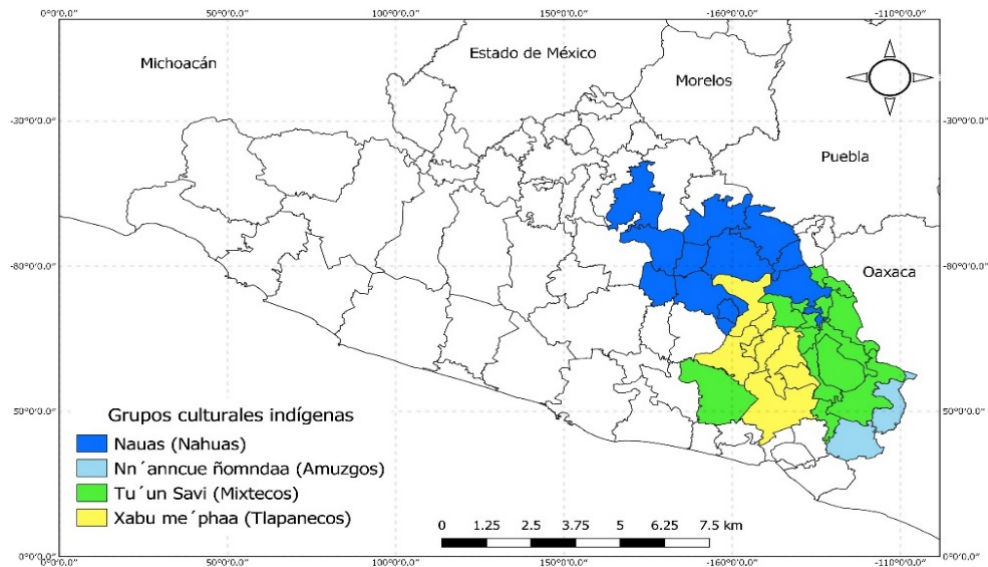 0°0'0.0" 50°0'0.0" 100°0'0.0" 150°0'0.0" -160°0'0.0" -110°0'0.0"
Estado de México
Michoacán
Morelos
-30°0'0.0" -30°0'0.0"
Puebla
-80°0'0.0" -80°0'0.0"
Oaxaca
50°0'0.0" 50°0'0.0"
Grupos culturales indígenas
Nauas (Nahuas)
Nn´anncue ñomndaa (Amuzgos)
Tu´un Savi (Mixtecos)
Xabu me´phaa (Tlapanecos)
0 1.25 2.5 3.75 5 6.25 7.5 km
0°0'0.0" 0°0'0.0"
0°0'0.0" 50°0'0.0" 100°0'0.0" 150°0'0.0" -160°0'0.0" -110°0'0.0"